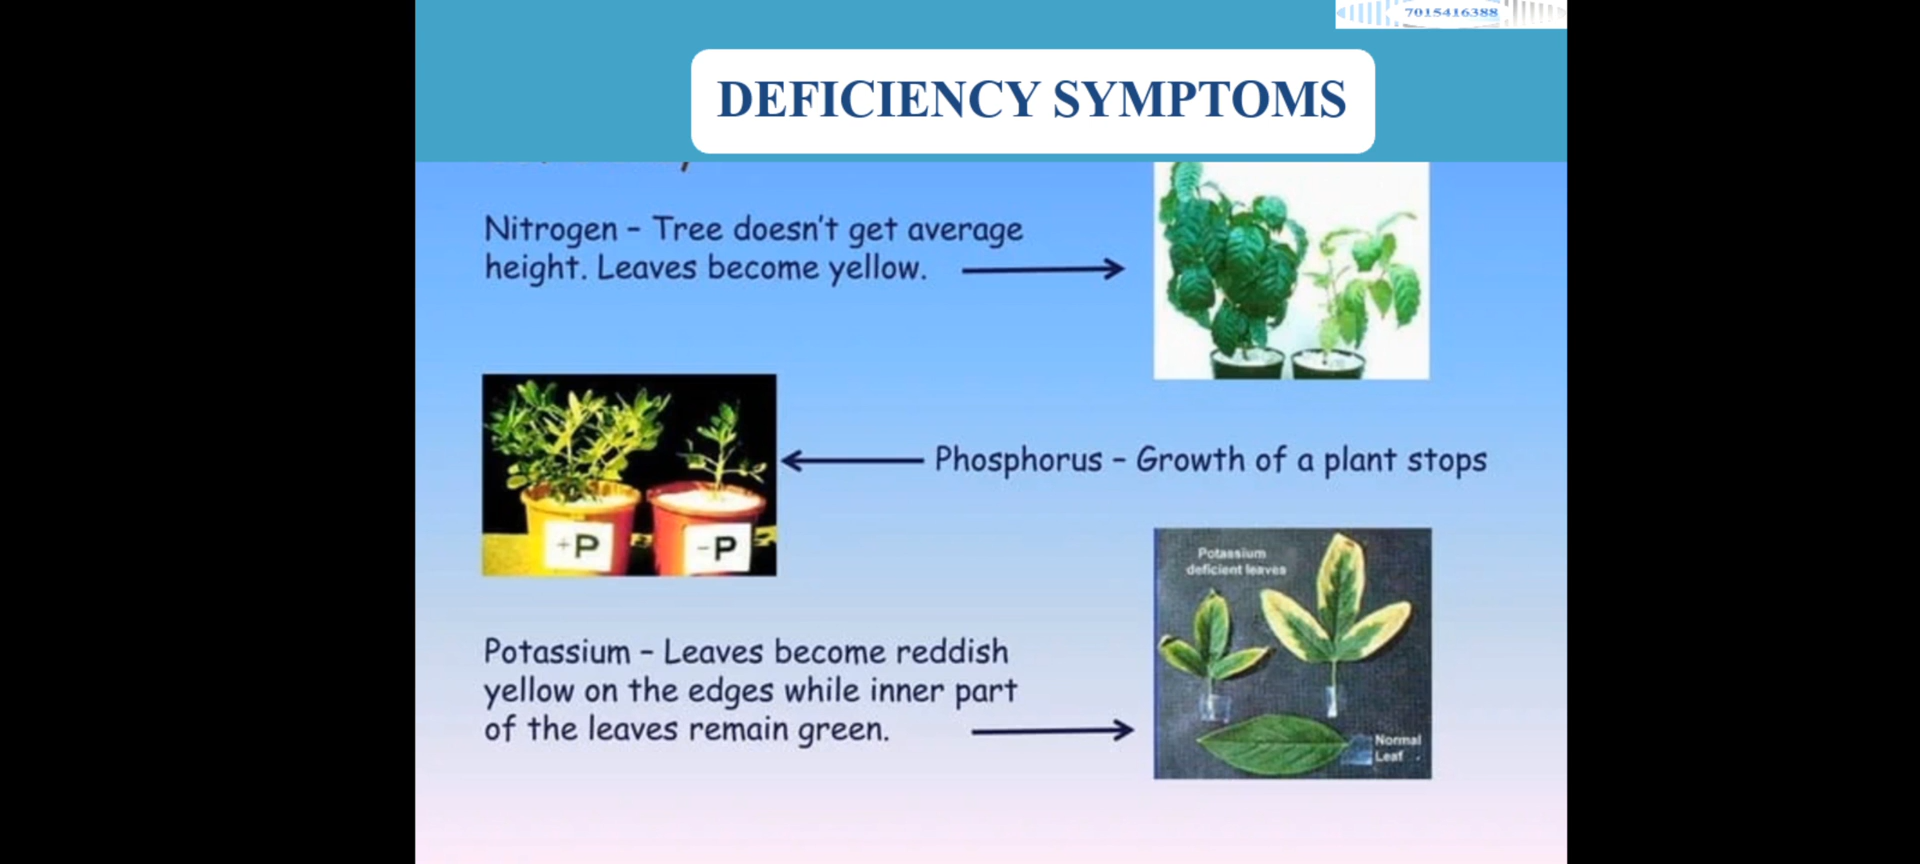 7015416388
DEFICIENCY SYMPTOMS
Nitrogen – Tree doesn't get average
height. Leaves become yellow.
+P
-P
Phosphorus – Growth of a plant stops
Potassium – Leaves become reddish
yellow on the edges while inner part
of the leaves remain green.
Potassium
deficient leaves
Normal
Leaf